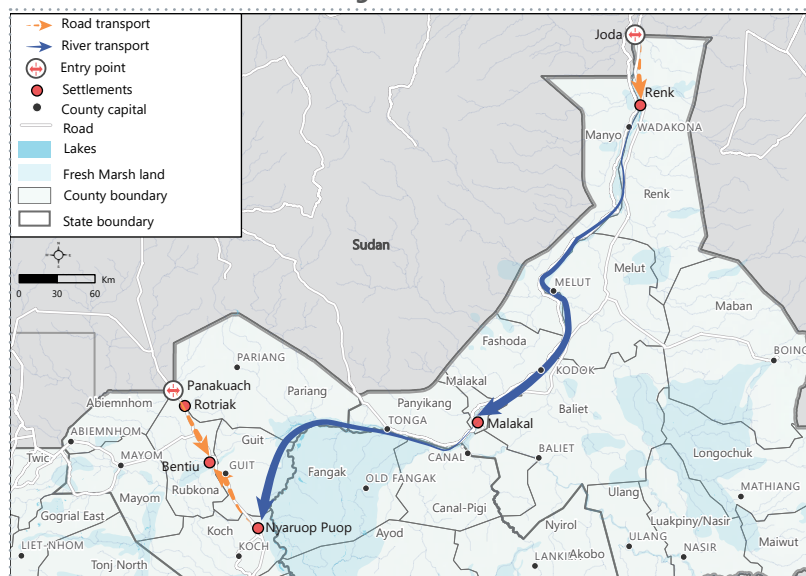 Road transport
River transport
Entry point
Settlements
County capital
Road
Lakes
Fresh Marsh land
County boundary
State boundary
Km
0 30 60
Sudan
Joda
Renk
Manyo
WADAKONA
Renk
MELUT
Melut
Maban
BOING
Fashoda
KODOK
Malakal
Baliet
PARIANG
Panakuach
Rotriak
Abiemnhom
Pariang
Panyikang
TONGA
Malakal
ABIEMNHOM
Guit
Twic
MAYOM
Bentiu
GUIT
Fangak
CANAL
BALIET
Longochuk
Rubkona
OLD FANGAK
Mayom
Ulang
MATHIANG
Gogrial East
Canal-Pigi
Luakpiny/Nasir
Nyaruop Puop
Nyirol
Koch
Ayod
ULANG
Maiwut
LIET-NHOM
KOCH
Akobo
NASIR
Tonj North